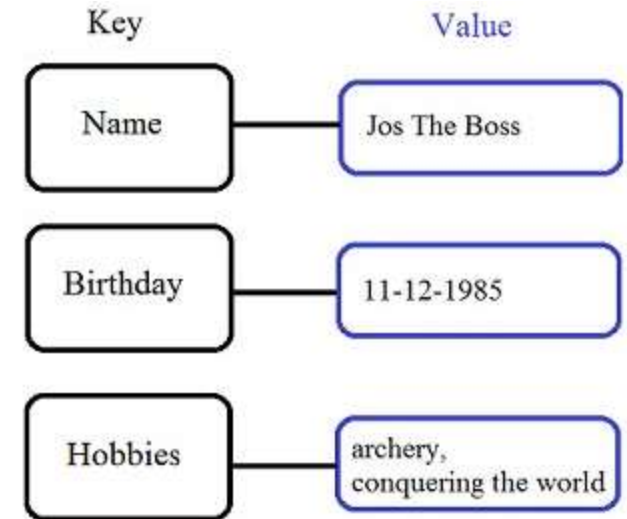 Key Value
Name Jos The Boss
Birthday 11-12-1985
Hobbies archery,
conquering the world